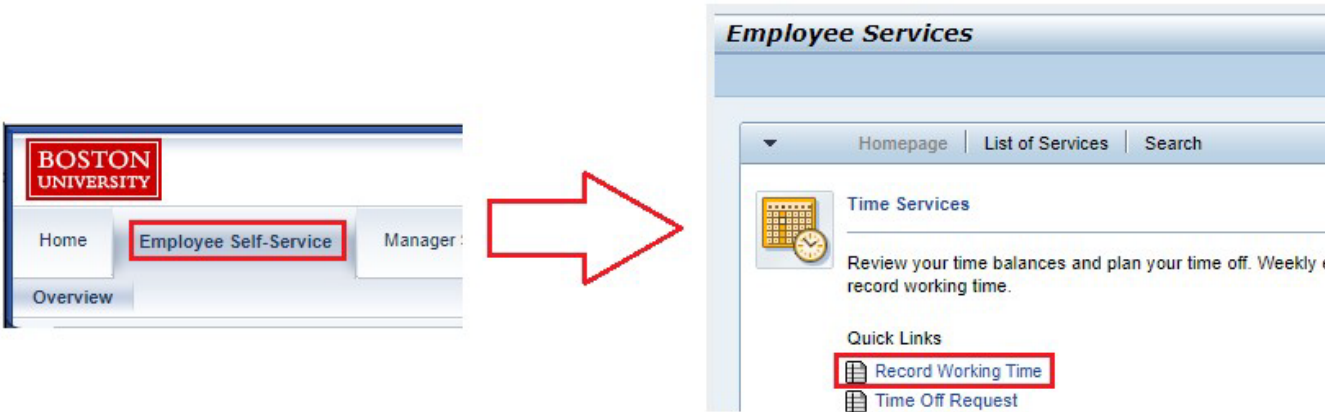 BOSTON
UNIVERSITY
Home
Employee Self-Service
Manager
Overview
Employee Services
Homepage
List of Services
Search
Time Services
Review your time balances and plan your time off. Weekly
record working time.
Quick Links
Record Working Time
Time Off Request